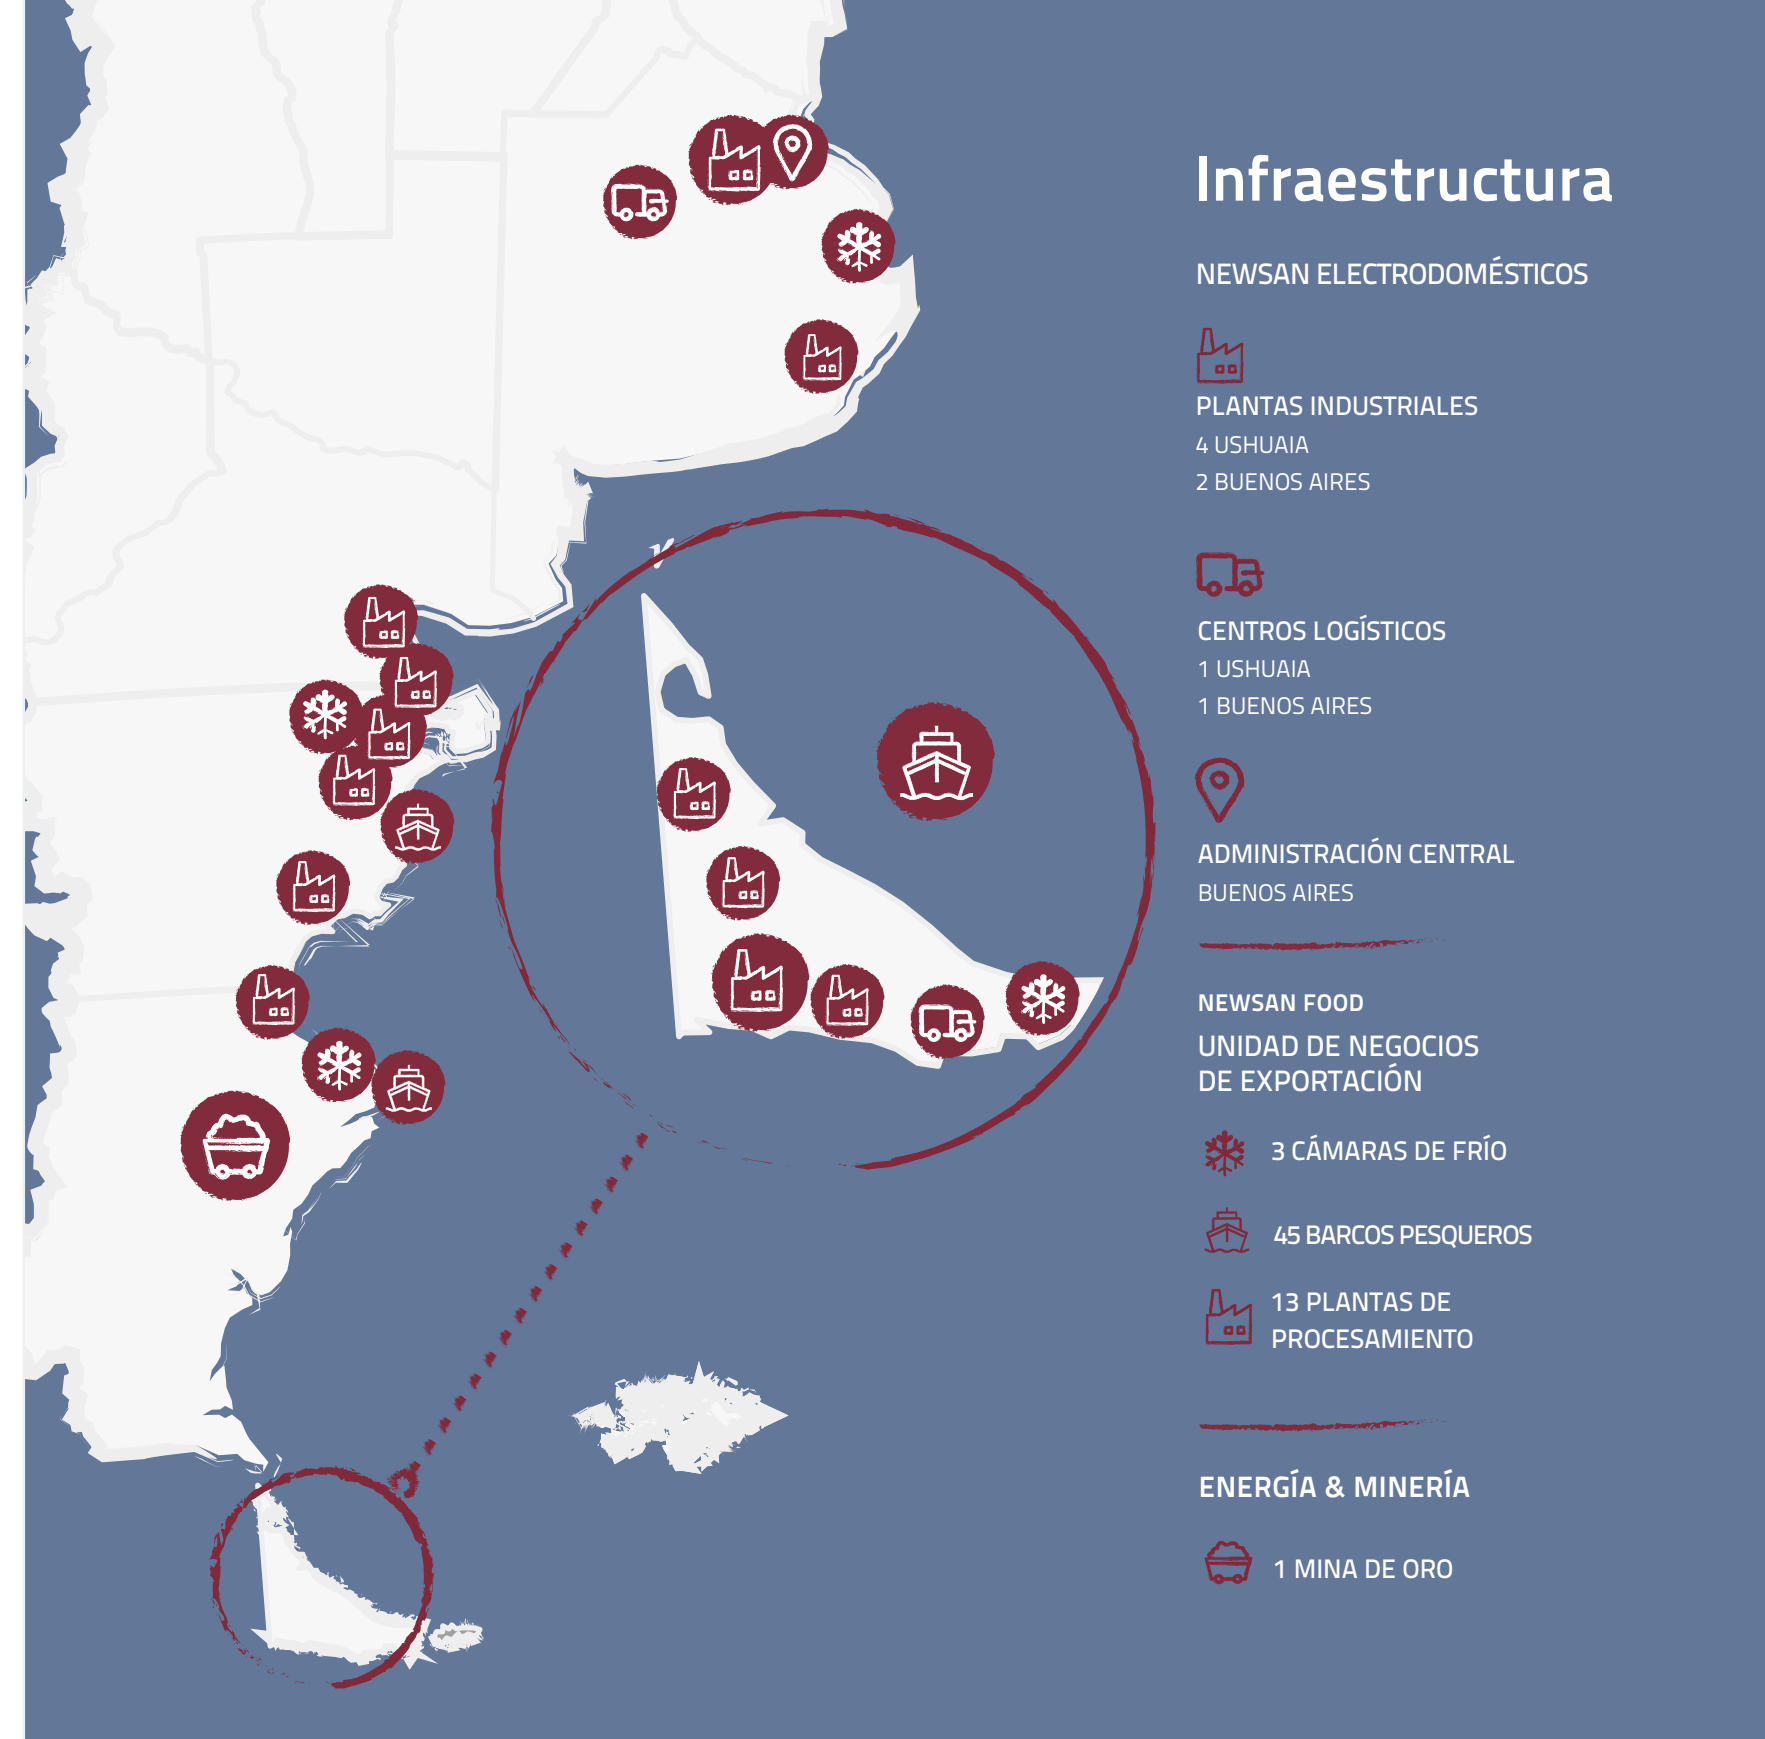 Infraestructura
NEWSAN ELECTRODOMÉSTICOS
PLANTAS INDUSTRIALES
4 USHUAIA
2 BUENOS AIRES
CENTROS LOGÍSTICOS
1 USHUAIA
1 BUENOS AIRES
ADMINISTRACIÓN CENTRAL
BUENOS AIRES
NEWSAN FOOD
UNIDAD DE NEGOCIOS
DE EXPORTACIÓN
3 CÁMARAS DE FRÍO
45 BARCOS PESQUEROS
13 PLANTAS DE
PROCESAMIENTO
ENERGÍA & MINERÍA
1 MINA DE ORO